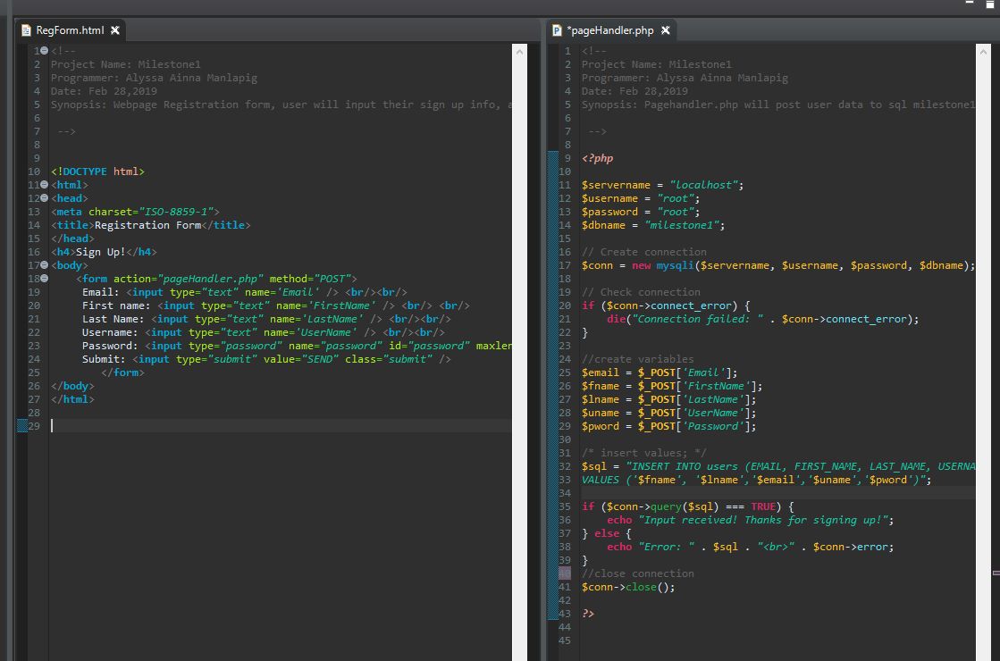 RegForm.html
1 <!--
2 Project Name: Milestone1
3 Programmer: Alyssa Ainna Manlapig
4 Date: Feb 28,2019
5 Synopsis: Webpage Registration form, user will input their sign up info, a
6
7 -->
8
9
10 <!DOCTYPE html>
11 <html>
12 <head>
13 <meta charset="ISO-8859-1">
14 <title>Registration Form</title>
15 </head>
16 <h4>Sign Up!</h4>
17 <body>
18 <form action="pageHandler.php" method="POST">
19 Email: <input type="text" name='Email' /> <br/><br/>
20 First name: <input type="text" name='FirstName' /> <br/> <br/>
21 Last Name: <input type="text" name='LastName' /> <br/><br/>
22 Username: <input type="text" name='UserName' /> <br/><br/>
23 Password: <input type="password" name="password" id="password" maxlen
24 Submit: <input type="submit" value="SEND" class="submit" />
25 </form>
26 </body>
27 </html>
28
29
*pageHandler.php
1 <!--
2 Project Name: Milestone1
3 Programmer: Alyssa Ainna Manlapig
4 Date: Feb 28,2019
5 Synopsis: Pagehandler.php will post user data to sql milestone1
6
7 -->
8
9 <?php
10
11 $servername = "localhost";
12 $username = "root";
13 $password = "root";
14 $dbname = "milestone1";
15
16 // Create connection
17 $conn = new mysqli($servername, $username, $password, $dbname);
18
19 // Check connection
20 if ($conn->connect_error) {
21 die("Connection failed: " . $conn->connect_error);
22 }
23
24 //create variables
25 $email = $_POST['Email'];
26 $fname = $_POST['FirstName'];
27 $lname = $_POST['LastName'];
28 $uname = $_POST['UserName'];
29 $pword = $_POST['Password'];
30
31 /* insert values; */
32 $sql = "INSERT INTO users (EMAIL, FIRST_NAME, LAST_NAME, USERNA
33 VALUES ('$fname', '$lname','$email','$uname','$pword')";
34
35 if ($conn->query($sql) === TRUE) {
36 echo "Input received! Thanks for signing up!";
37 } else {
38 echo "Error: " . $sql . "<br>" . $conn->error;
39 }
40 //close connection
41 $conn->close();
42
43 ?>
44
45